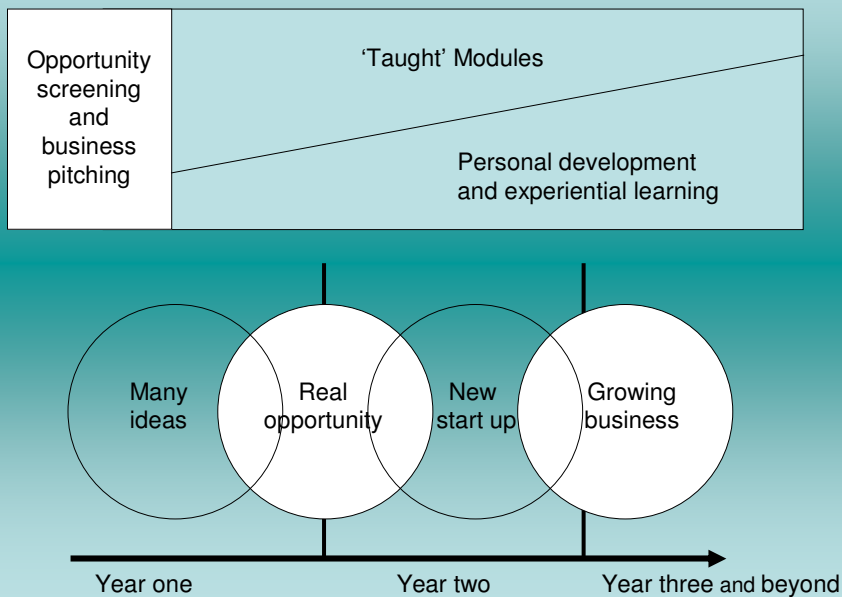 Opportunity
screening
and
business
pitching
‘Taught’ Modules
Personal development
and experiential learning
Many
ideas
Real
opportunity
New
start up
Growing
business
Year one
Year two
Year three and beyond